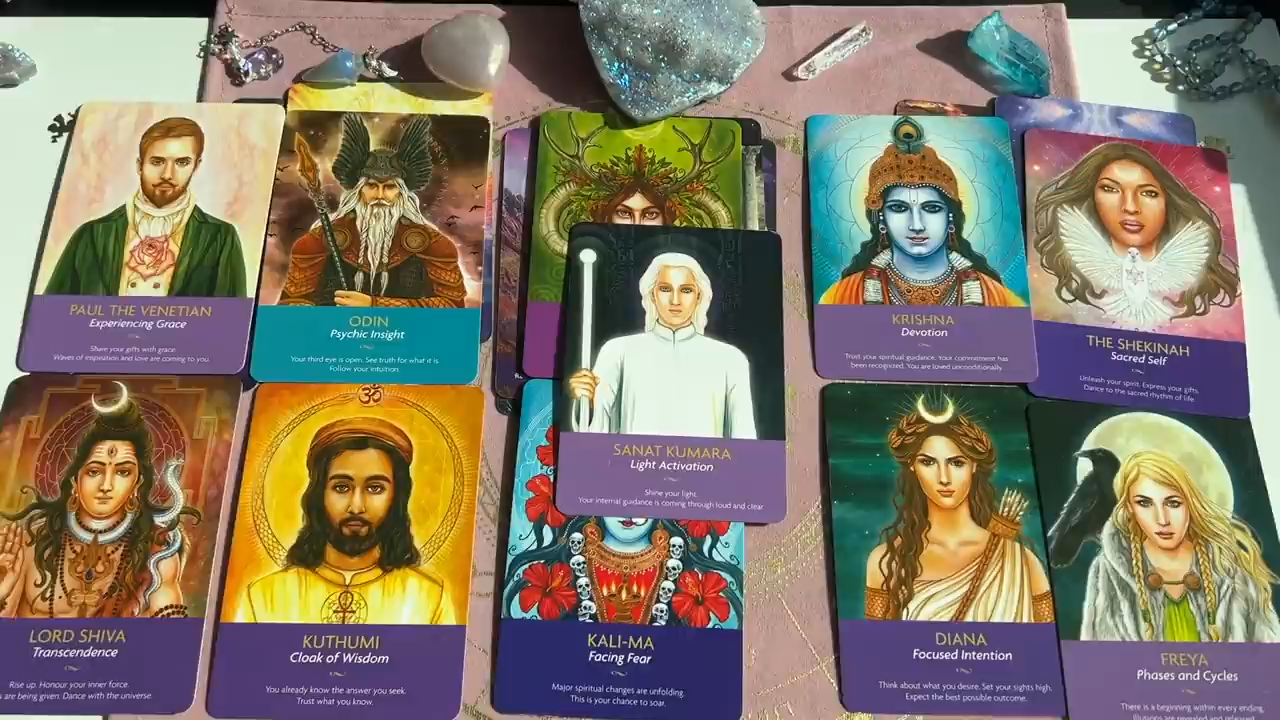 PAUL THE VENETIAN
Experiencing Grace
Share your gifts with grace.
Waves of inspiration and love are coming to you.
ODIN
Psychic Insight
Your third eye is open. See truth for what it is.
Follow your intuition.
SANAT KUMARA
Light Activation
Shine your light.
Your internal guidance is coming through loud and clear
KRISHNA
Devotion
Trust your spiritual guidance. Your commitment has
been recognized. You are loved unconditionally.
THE SHEKINAH
Sacred Self
Unleash your spirit. Express your gifts.
Dance to the sacred rhythm of life.
LORD SHIVA
Transcendence
Rise up. Honour your inner force.
are being given. Dance with the universe.
ॐ
KUTHUMI
Cloak of Wisdom
You already know the answer you seek.
Trust what you know.
KALI-MA
Facing Fear
Major spiritual changes are unfolding.
This is your chance to soar.
DIANA
Focused Intention
Think about what you desire. Set your sights high.
Expect the best possible outcome.
FREYA
Phases and Cycles
There is a beginning within every ending.
Illusions are revealed and released.